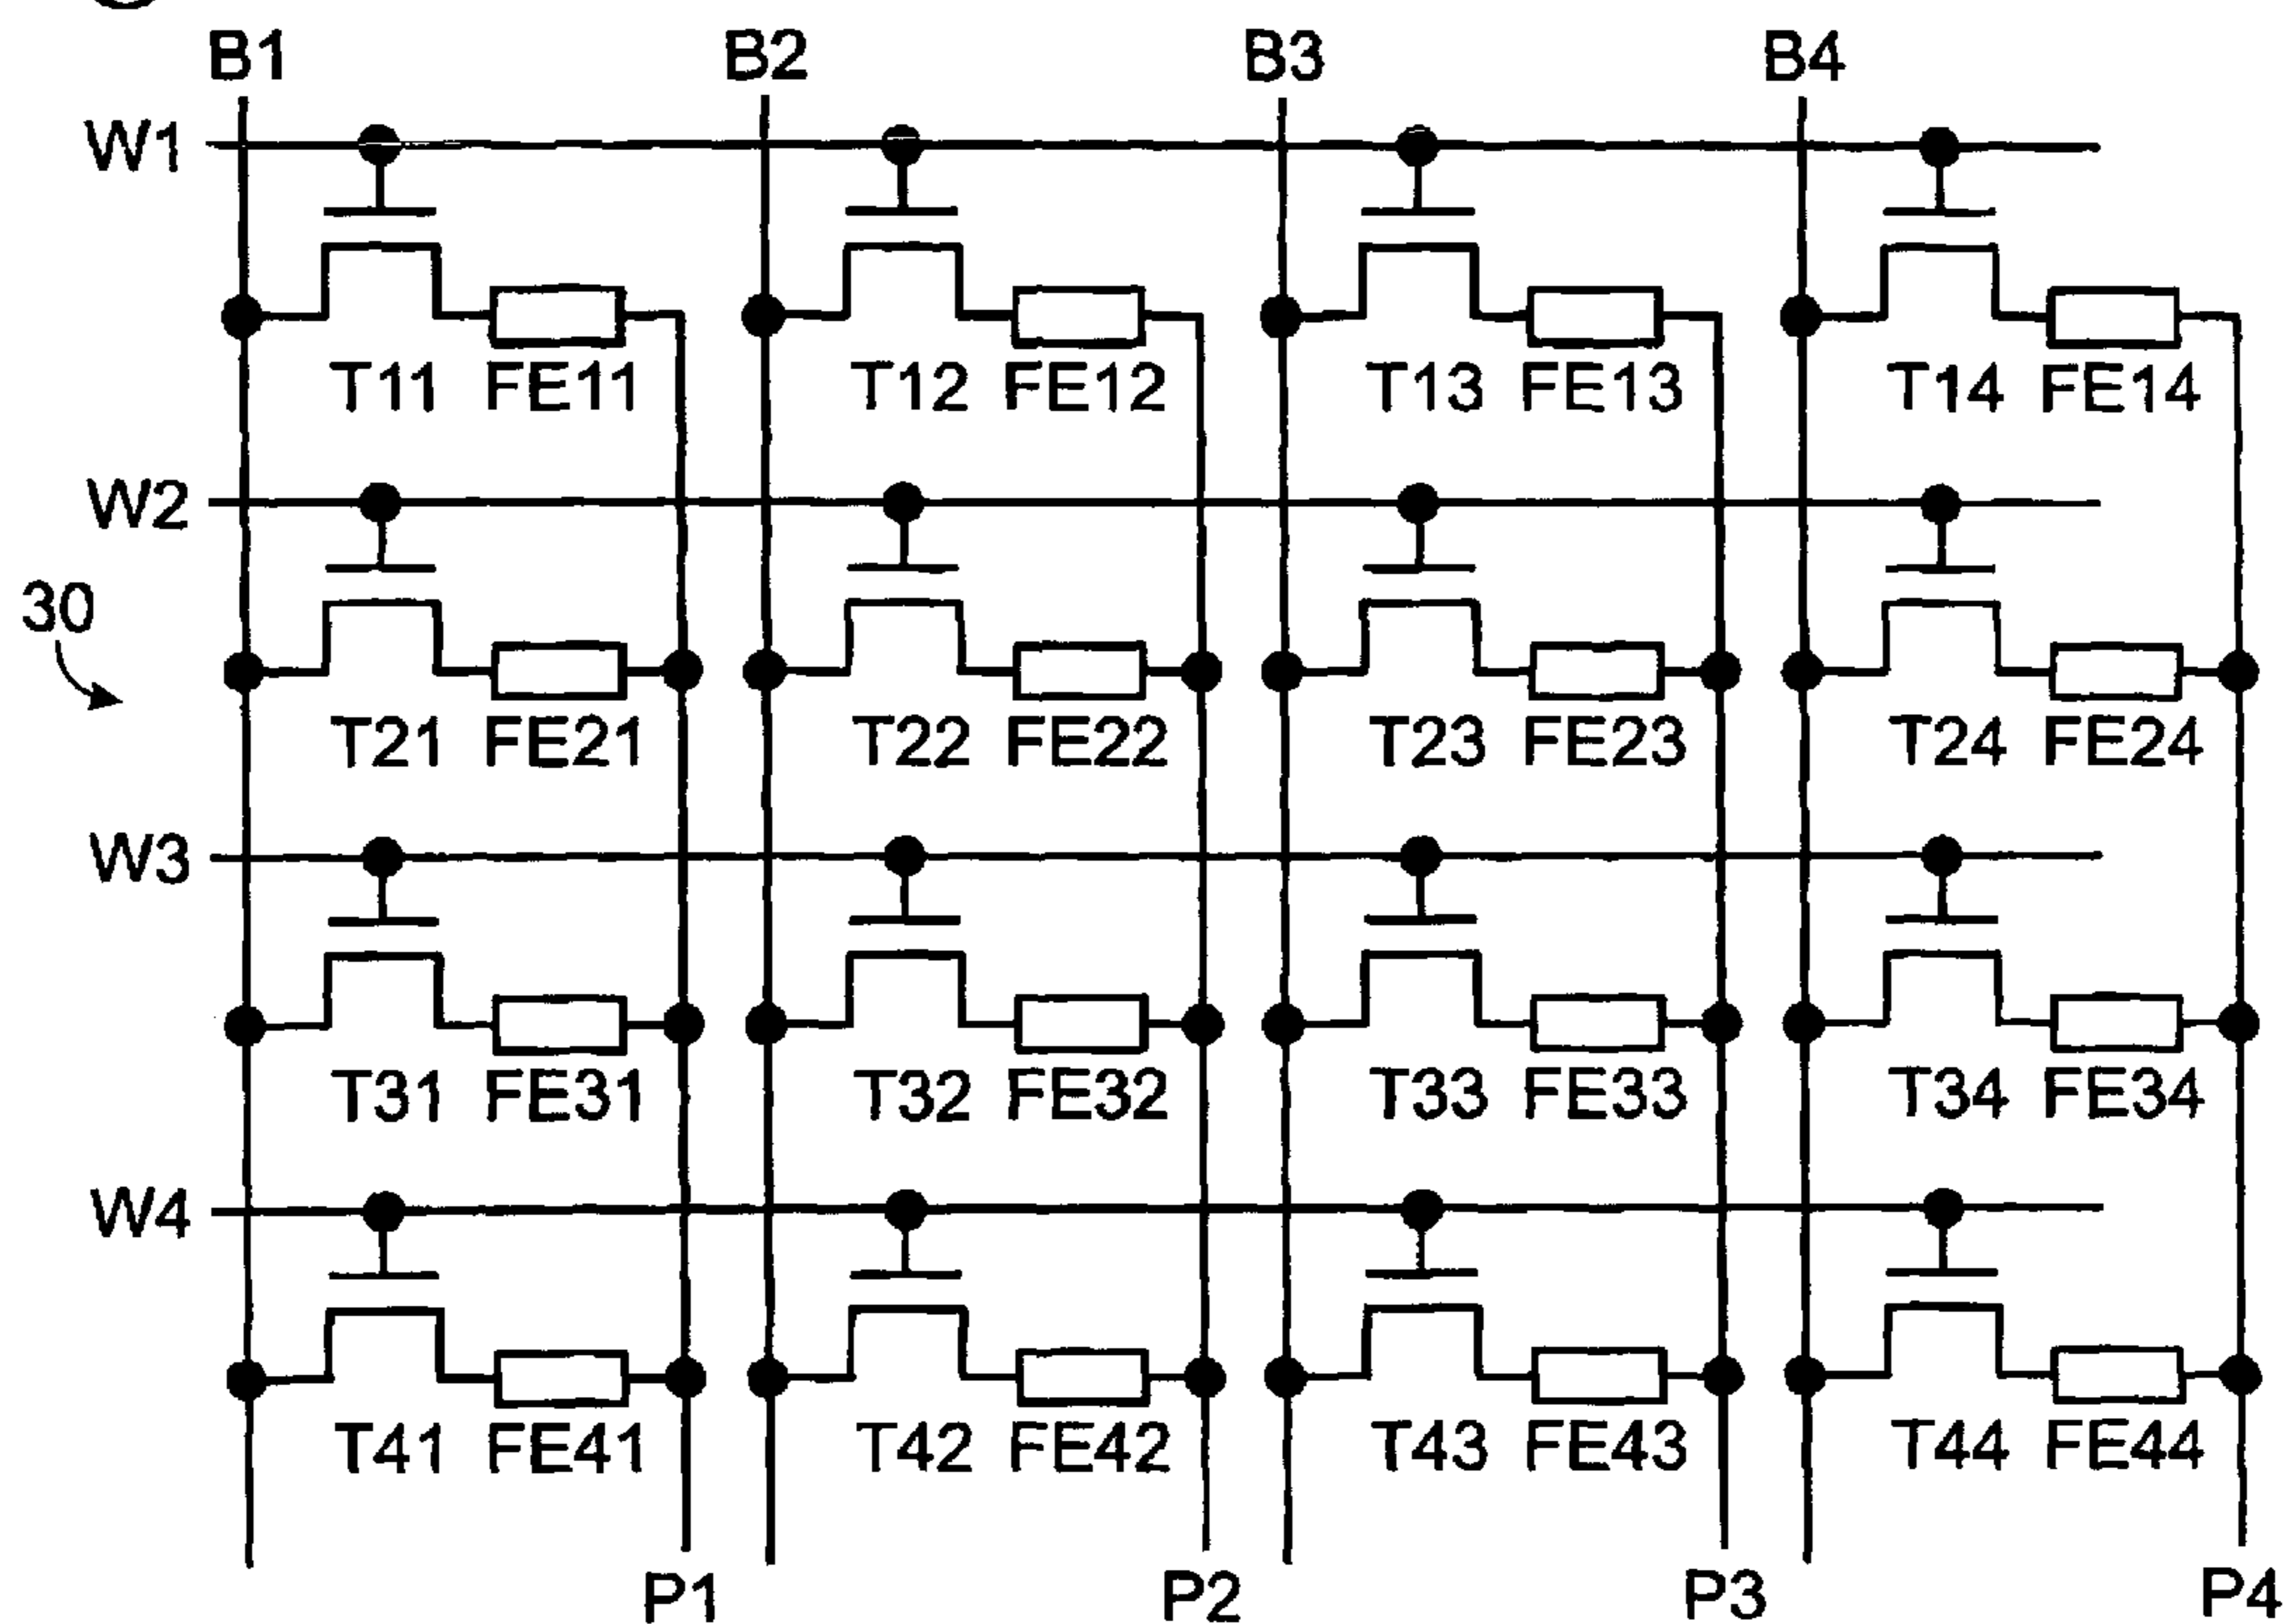 B1 B2 B3 B4
W1
T11 FE11 T12 FE12 T13 FE13 T14 FE14
W2
30
T21 FE21 T22 FE22 T23 FE23 T24 FE24
W3
T31 FE31 T32 FE32 T33 FE33 T34 FE34
W4
T41 FE41 T42 FE42 T43 FE43 T44 FE44
P1 P2 P3 P4